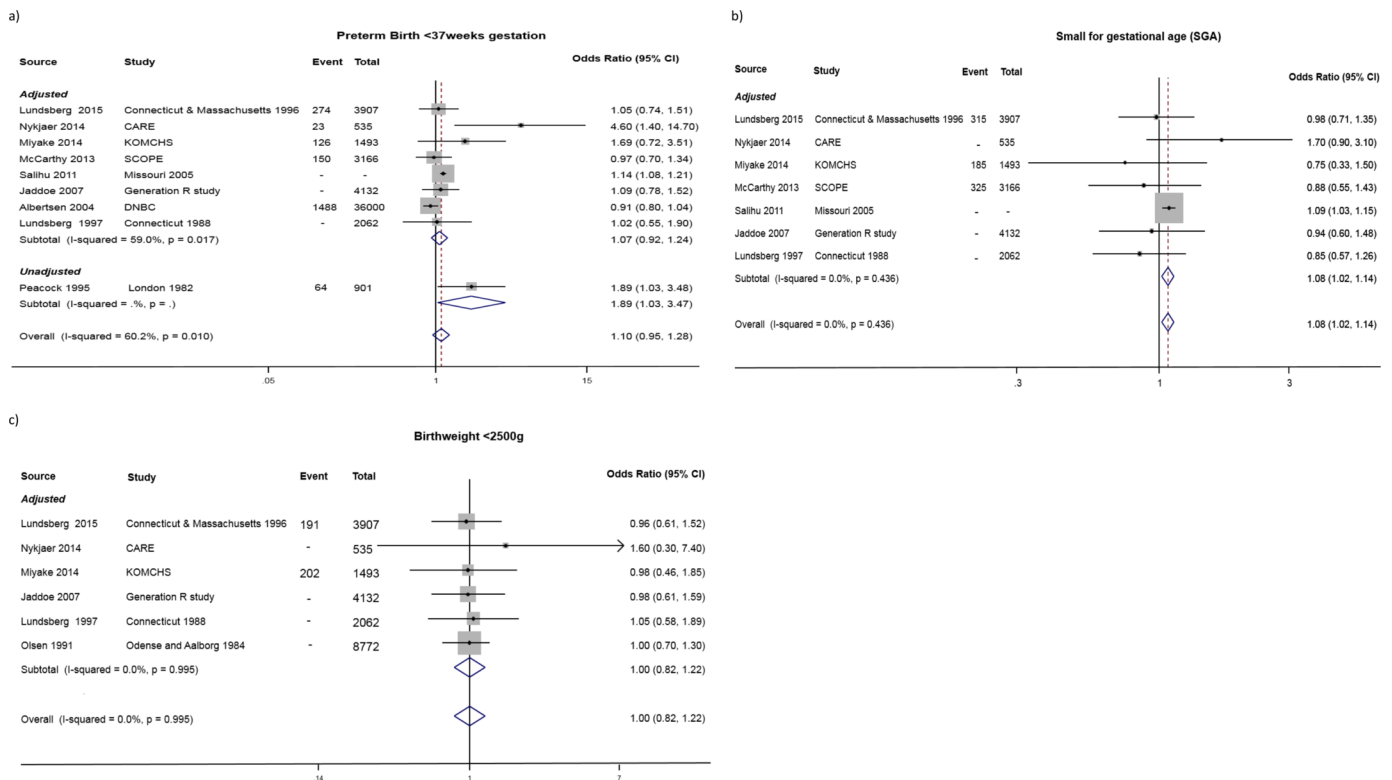 a)
Preterm Birth <37weeks gestation
Source Study Event Total Odds Ratio (95% CI)
Adjusted
Lundsberg 2015 Connecticut & Massachusetts 1996 274 3907 1.05 (0.74, 1.51)
Nykjaer 2014 CARE 23 535 4.60 (1.40, 14.70)
Miyake 2014 KOMCHS 126 1493 1.69 (0.72, 3.51)
McCarthy 2013 SCOPE 150 3166 0.97 (0.70, 1.34)
Salihu 2011 Missouri 2005 - - 1.14 (1.08, 1.21)
Jaddoe 2007 Generation R study - 4132 1.09 (0.78, 1.52)
Albertsen 2004 DNBC 1488 36000 0.91 (0.80, 1.04)
Lundsberg 1997 Connecticut 1988 - 2062 1.02 (0.55, 1.90)
Subtotal (I-squared = 59.0%, p = 0.017) 1.07 (0.92, 1.24)
Unadjusted
Peacock 1995 London 1982 64 901 1.89 (1.03, 3.48)
Subtotal (I-squared = .%, p = .) 1.89 (1.03, 3.47)
Overall (I-squared = 60.2%, p = 0.010) 1.10 (0.95, 1.28)
.05 1 15
b)
Small for gestational age (SGA)
Source Study Event Total Odds Ratio (95% CI)
Adjusted
Lundsberg 2015 Connecticut & Massachusetts 1996 315 3907 0.98 (0.71, 1.35)
Nykjaer 2014 CARE - 535 1.70 (0.90, 3.10)
Miyake 2014 KOMCHS 185 1493 0.75 (0.33, 1.50)
McCarthy 2013 SCOPE 325 3166 0.88 (0.55, 1.43)
Salihu 2011 Missouri 2005 - - 1.09 (1.03, 1.15)
Jaddoe 2007 Generation R study - 4132 0.94 (0.60, 1.48)
Lundsberg 1997 Connecticut 1988 - 2062 0.85 (0.57, 1.26)
Subtotal (I-squared = 0.0%, p = 0.436) 1.08 (1.02, 1.14)
Overall (I-squared = 0.0%, p = 0.436) 1.08 (1.02, 1.14)
.3 1 3
c)
Birthweight <2500g
Source Study Event Total Odds Ratio (95% CI)
Adjusted
Lundsberg 2015 Connecticut & Massachusetts 1996 191 3907 0.96 (0.61, 1.52)
Nykjaer 2014 CARE - 535 1.60 (0.30, 7.40)
Miyake 2014 KOMCHS 202 1493 0.98 (0.46, 1.85)
Jaddoe 2007 Generation R study - 4132 0.98 (0.61, 1.59)
Lundsberg 1997 Connecticut 1988 - 2062 1.05 (0.58, 1.89)
Olsen 1991 Odense and Aalborg 1984 - 8772 1.00 (0.70, 1.30)
Subtotal (I-squared = 0.0%, p = 0.995) 1.00 (0.82, 1.22)
Overall (I-squared = 0.0%, p = 0.995) 1.00 (0.82, 1.22)
.14 1 7